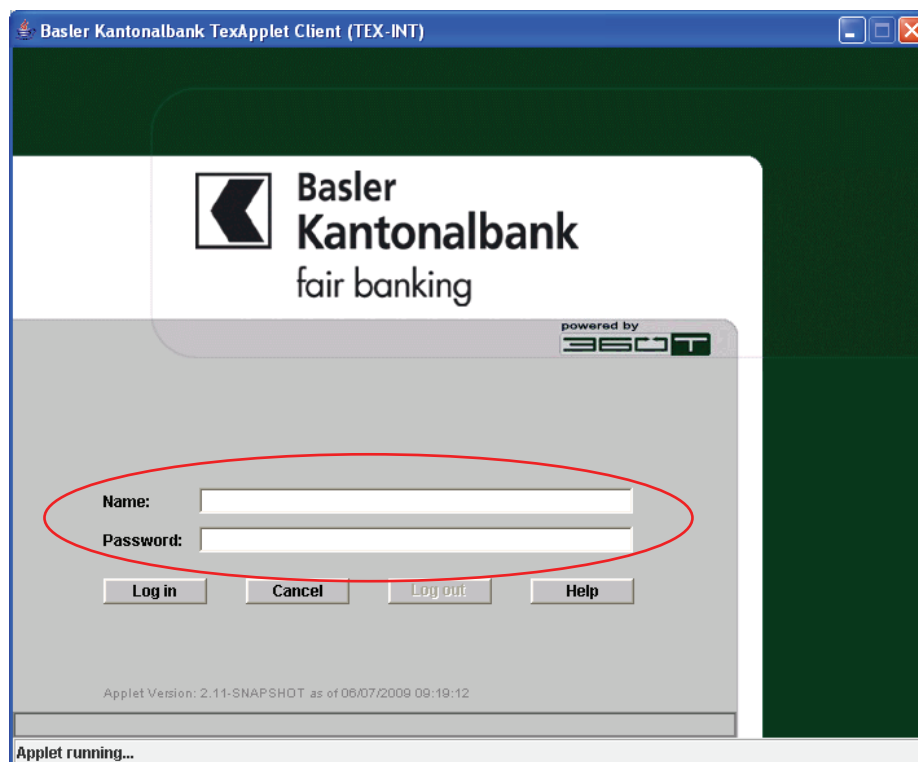 Basler Kantonalbank TexApplet Client (TEX-INT)
Basler
Kantonalbank
fair banking
powered by
360T
Name:
Password:
Log in Cancel Log out Help
Applet Version: 2.11-SNAPSHOT as of 06/07/2009 09:19:12
Applet running...